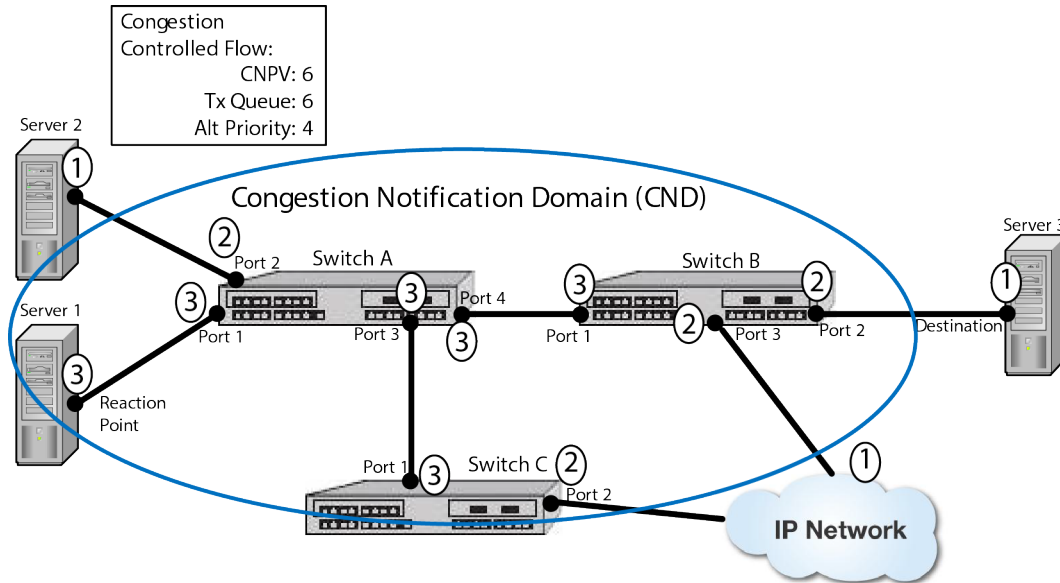 Congestion
Controlled Flow:
CNPV: 6
Tx Queue: 6
Alt Priority: 4
Server 2
1
Congestion Notification Domain (CND)
2
Port 2
Switch A
Switch B
Server 3
3
Port 1
3
Port 3
Port 4
3
3
Port 1
2
Port 3
2
Port 2
1
Destination
Server 1
3
Reaction
Point
Port 1
3
Switch C
2
Port 2
1
IP Network